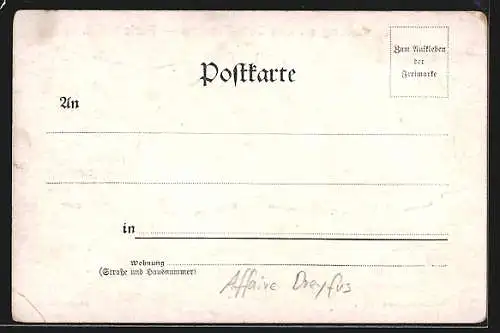 Zum Aufkleben
der
Freimarke
Postkarte
An
in
Wohnung
(Straße und Hausnummer)
Affaire Dreyfus